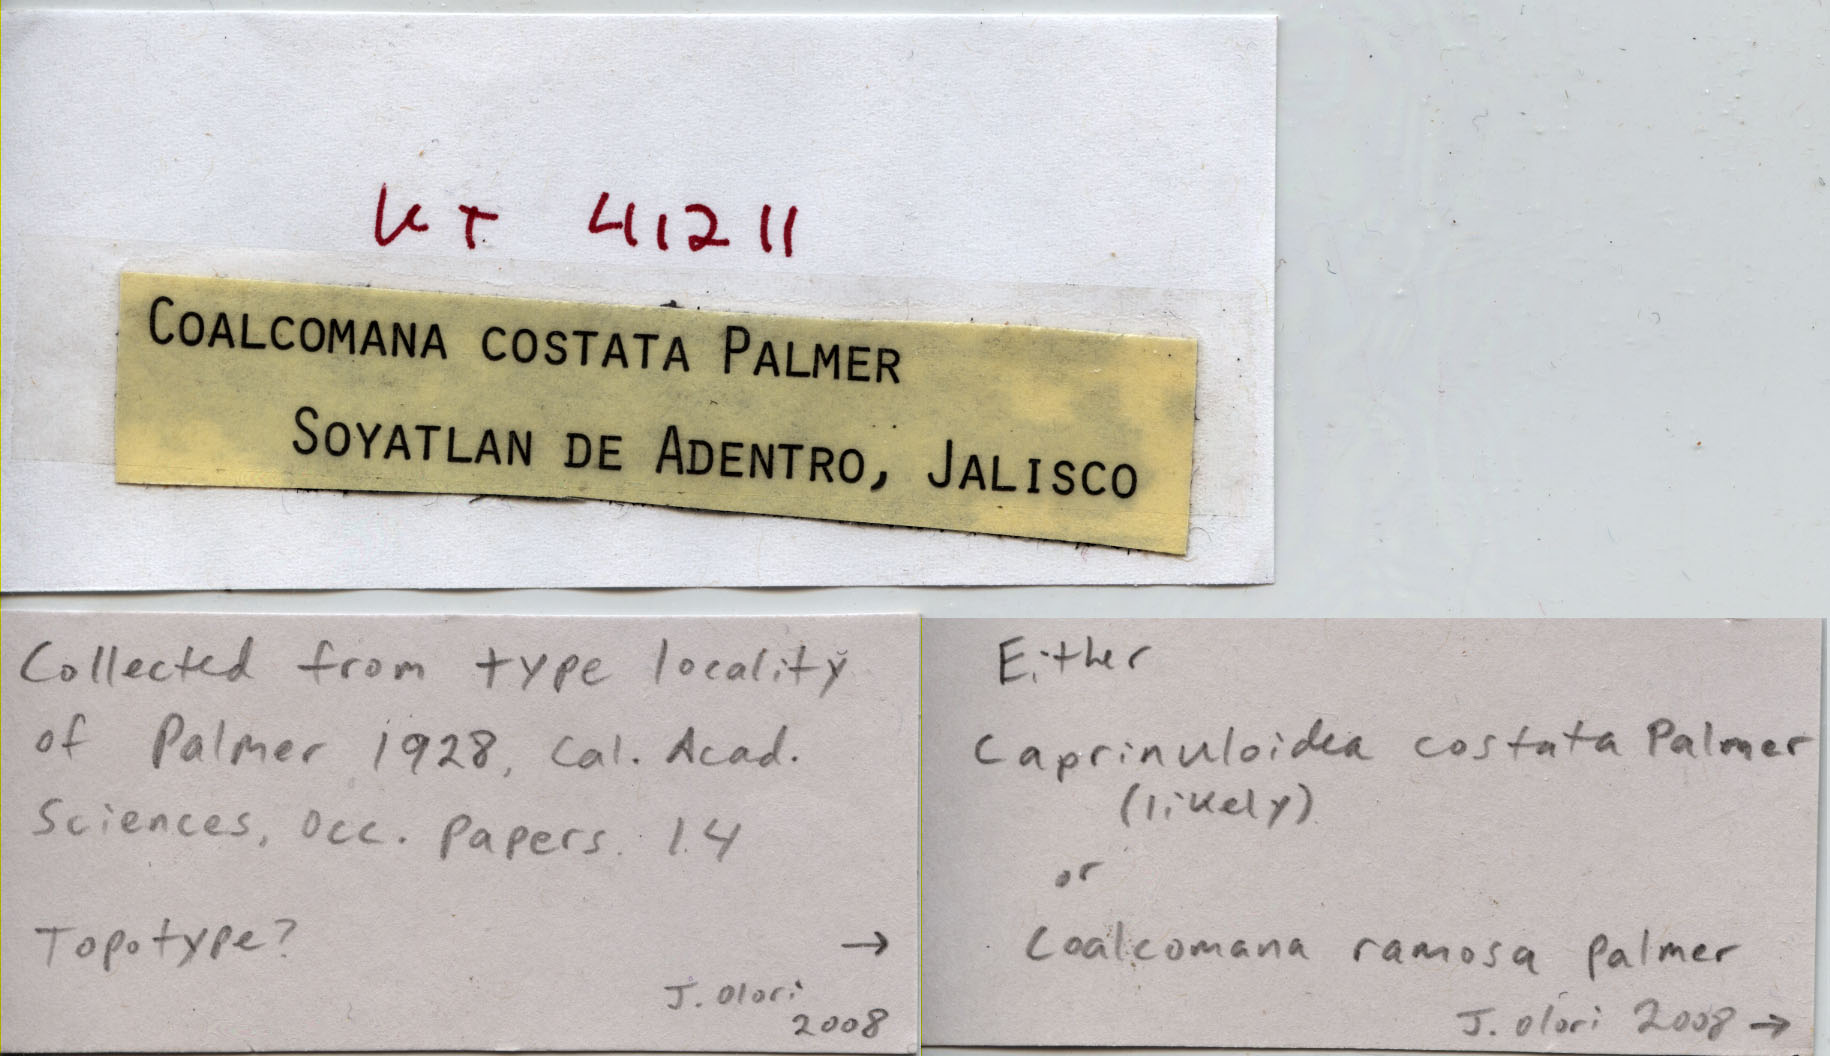 KT 41211
COALCOMANA COSTATA PALMER
SOYATLAN DE ADENTRO, JALISCO
Collected from type locality
of Palmer 1928, Cal. Acad.
Sciences, Occ. Papers. 14
Topotype?
→
J. Olori
2008
Either
Caprinuloidea costata Palmer
(likely)
or
Coalcomana ramosa Palmer
J. Olori 2008 →